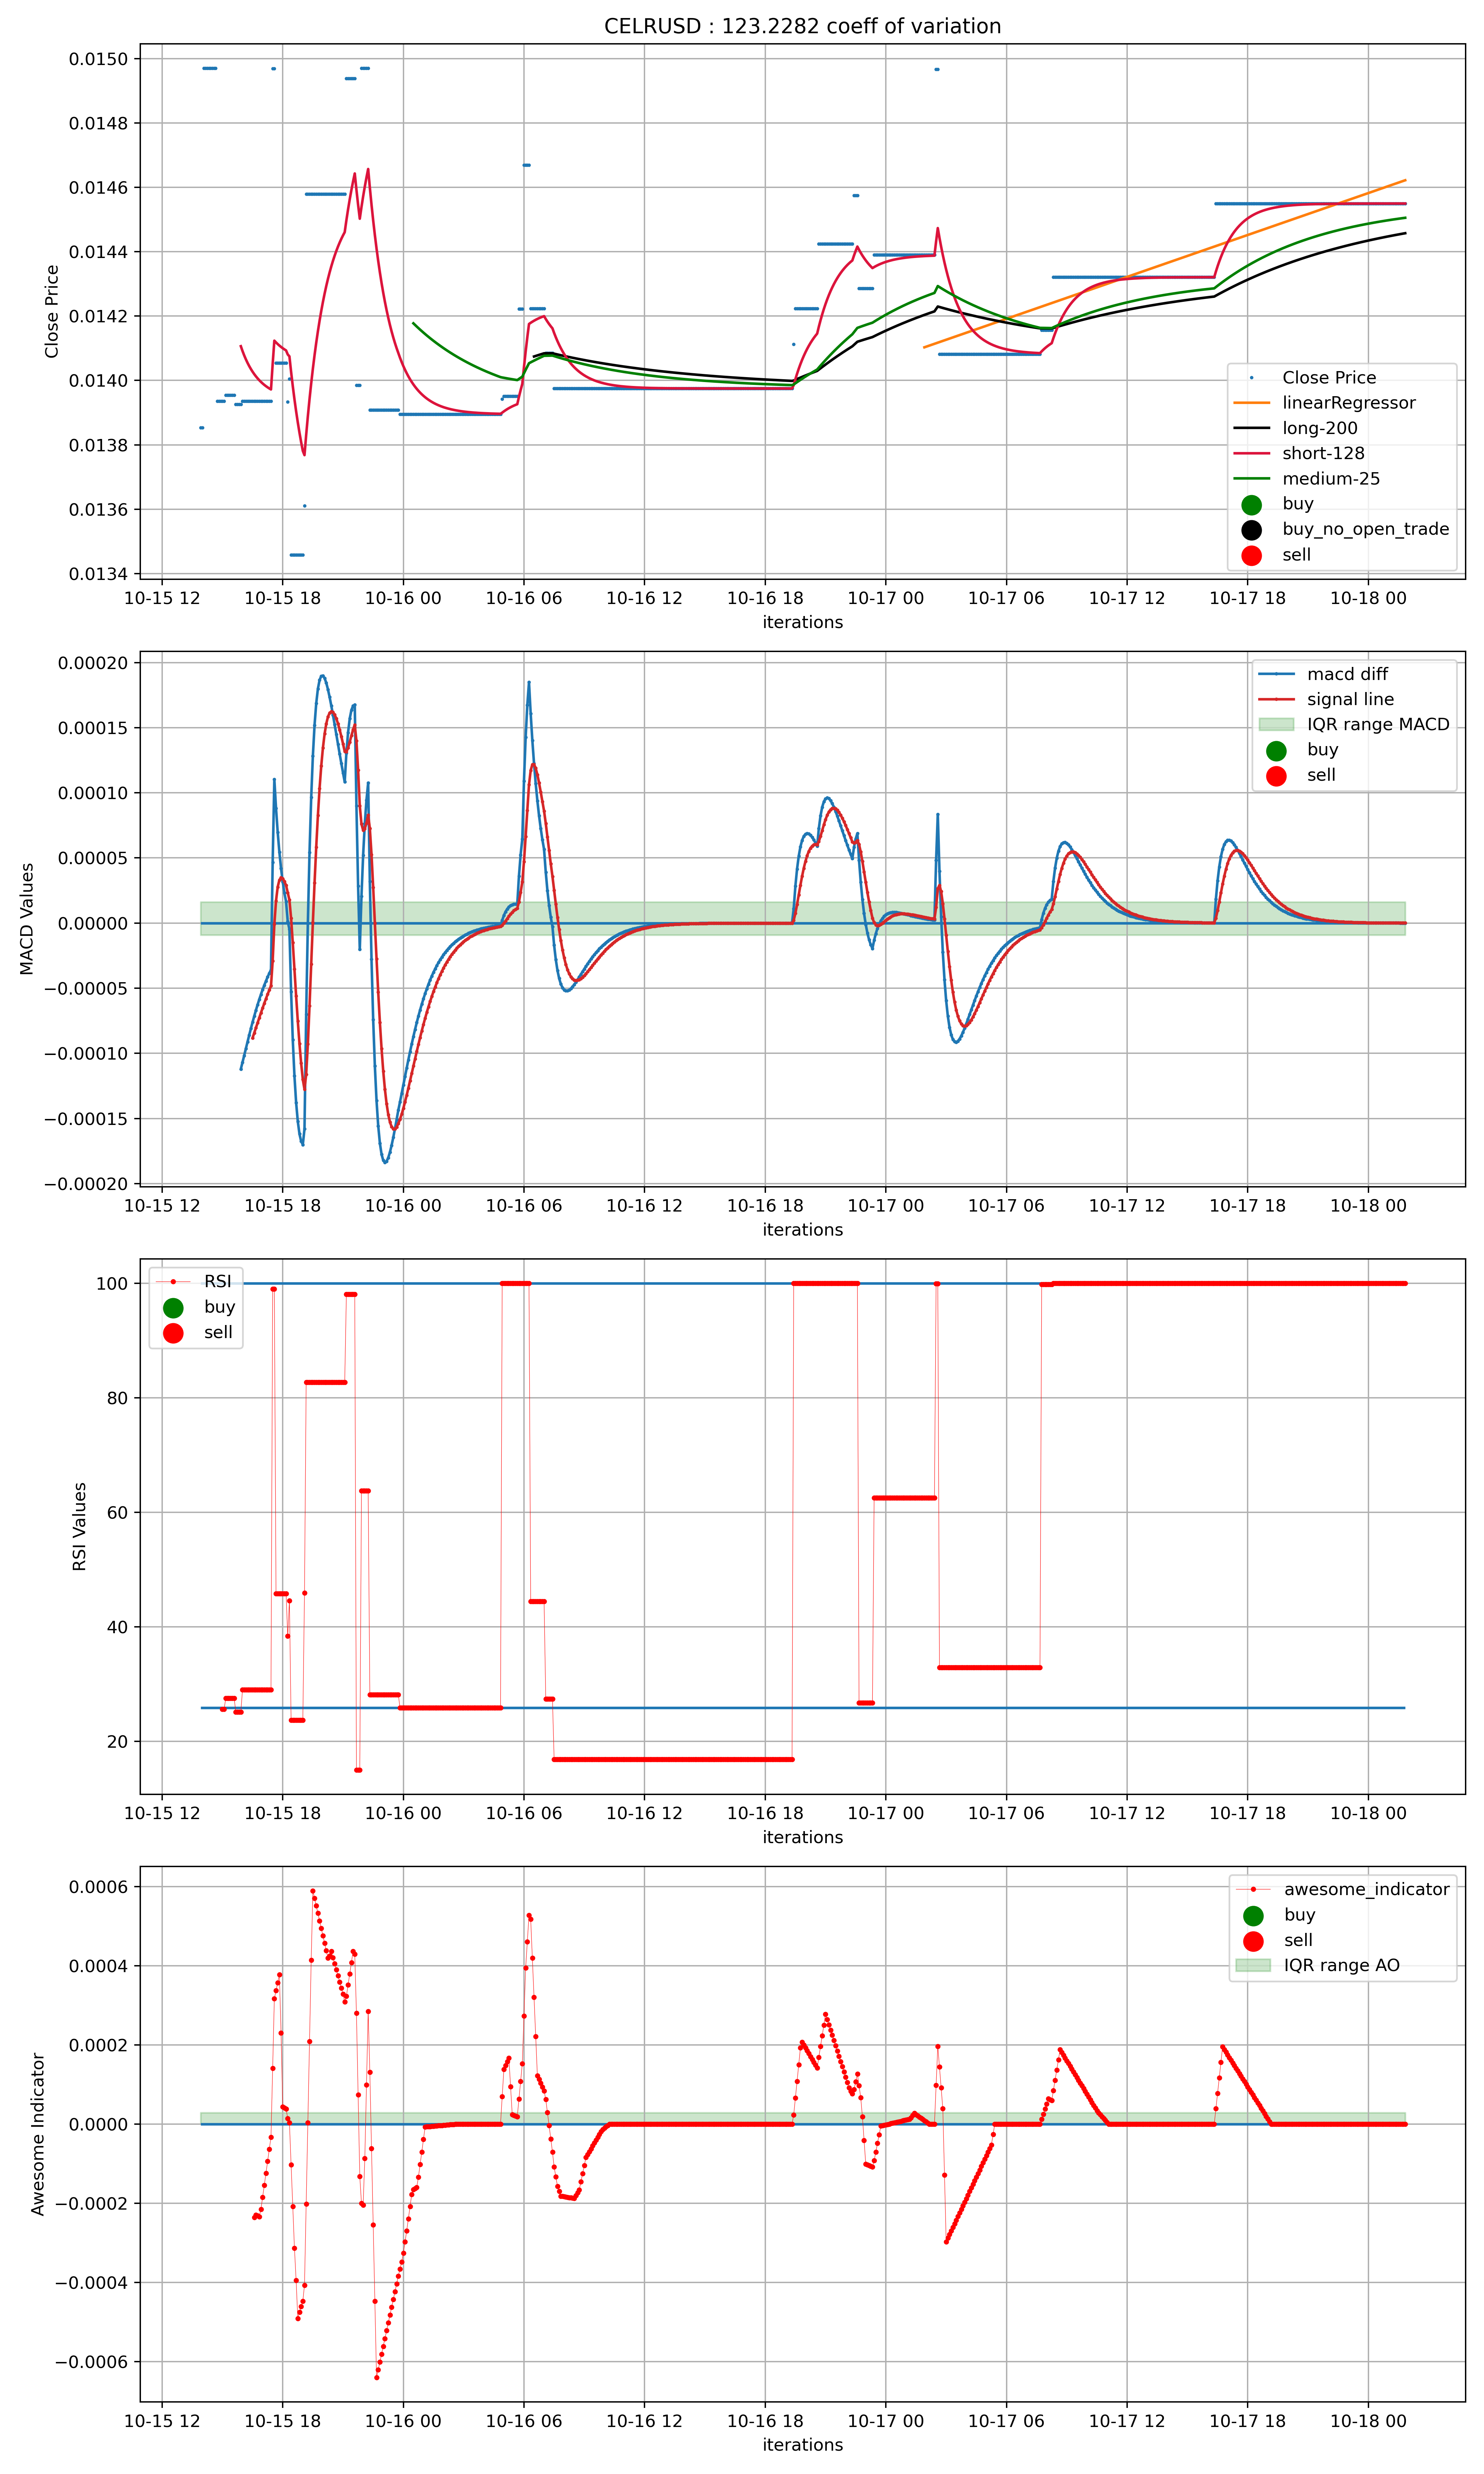 CELRUSD : 123.2282 coeff of variation
Close Price
0.0150
0.0148
0.0146
0.0144
0.0142
0.0140
0.0138
0.0136
0.0134
Close Price
linearRegressor
long-200
short-128
medium-25
buy
buy_no_open_trade
sell
10-15 12 10-15 18 10-16 00 10-16 06 10-16 12 10-16 18 10-17 00 10-17 06 10-17 12 10-17 18 10-18 00
iterations
MACD Values
0.00020
0.00015
0.00010
0.00005
0.00000
−0.00005
−0.00010
−0.00015
−0.00020
macd diff
signal line
IQR range MACD
buy
sell
10-15 12 10-15 18 10-16 00 10-16 06 10-16 12 10-16 18 10-17 00 10-17 06 10-17 12 10-17 18 10-18 00
iterations
RSI Values
100
80
60
40
20
RSI
buy
sell
10-15 12 10-15 18 10-16 00 10-16 06 10-16 12 10-16 18 10-17 00 10-17 06 10-17 12 10-17 18 10-18 00
iterations
Awesome Indicator
0.0006
0.0004
0.0002
0.0000
−0.0002
−0.0004
−0.0006
awesome_indicator
buy
sell
IQR range AO
10-15 12 10-15 18 10-16 00 10-16 06 10-16 12 10-16 18 10-17 00 10-17 06 10-17 12 10-17 18 10-18 00
iterations